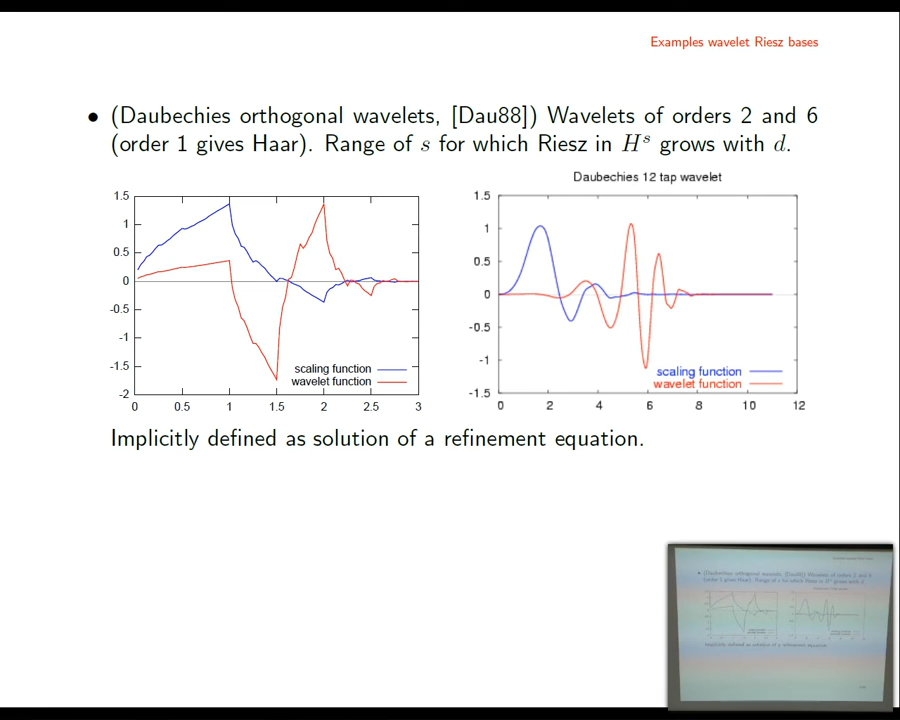 Examples wavelet Riesz bases
• (Daubechies orthogonal wavelets, [Dau88]) Wavelets of orders 2 and 6
(order 1 gives Haar). Range of s for which Riesz in Hˢ grows with d.
1.5
1
0.5
0
-0.5
-1
-1.5
-2
0 0.5 1 1.5 2 2.5 3
scaling function
wavelet function
Daubechies 12 tap wavelet
1.5
1
0.5
0
-0.5
-1
-1.5
0 2 4 6 8 10 12
scaling function
wavelet function
Implicitly defined as solution of a refinement equation.